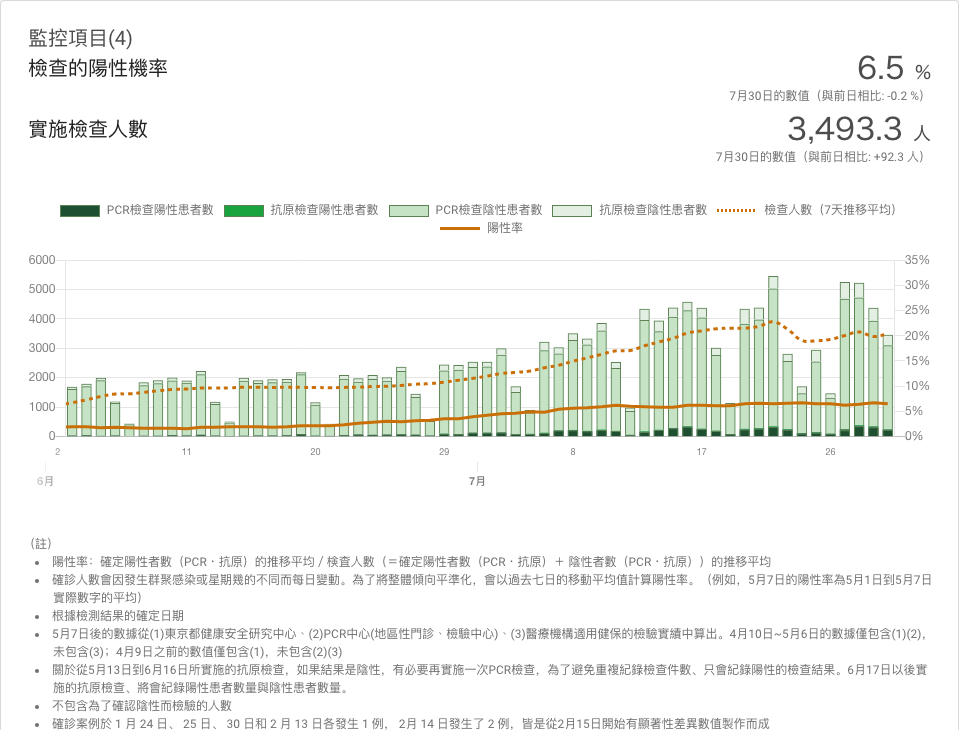 監控項目(4)
檢查的陽性機率
6.5 %
7月30日的數值（與前日相比: -0.2 %）
實施檢查人數
3,493.3 人
7月30日的數值（與前日相比: +92.3 人）
PCR檢查陽性患者數 抗原檢查陽性患者數 PCR檢查陰性患者數 抗原檢查陰性患者數 檢查人數（7天推移平均）
陽性率
6000 35%
5000 30%
4000 25%
3000 20%
2000 15%
1000 10%
0 5%
0%
2 11 20 29 8 17 26
6月 7月
（註）
陽性率：確定陽性者數（PCR・抗原）的推移平均 / 検査人數（＝確定陽性者數（PCR・抗原）＋ 陰性者數（PCR・抗原））的推移平均
確診人數會因發生群聚感染或星期幾的不同而每日變動。為了將整體傾向平準化，會以過去七日的移動平均值計算陽性率。（例如，5月7日的陽性率為5月1日到5月7日
實際數字的平均）
根據檢測結果的確定日期
5月7日後的數據從(1)東京都健康安全研究中心、(2)PCR中心(地區性門診、檢驗中心)、(3)醫療機構適用健保的檢驗實績中算出。4月10日~5月6日的數據僅包含(1)(2)，
未包含(3)；4月9日之前的數值僅包含(1)，未包含(2)(3)
關於從5月13日到6月16日所實施的抗原檢查，如果結果是陰性，有必要再實施一次PCR檢查，為了避免重複紀錄檢查件數、只會紀錄陽性的檢查結果。6月17日以後實
施的抗原檢查、將會紀錄陽性患者數量與陰性患者數量。
不包含為了確認陰性而檢驗的人數
確診案例於 1 月 24 日、 25 日、 30 日和 2 月 13 日各發生 1 例， 2月 14 日發生了 2 例，皆是從2月15日開始有顯著性差異數值製作而成